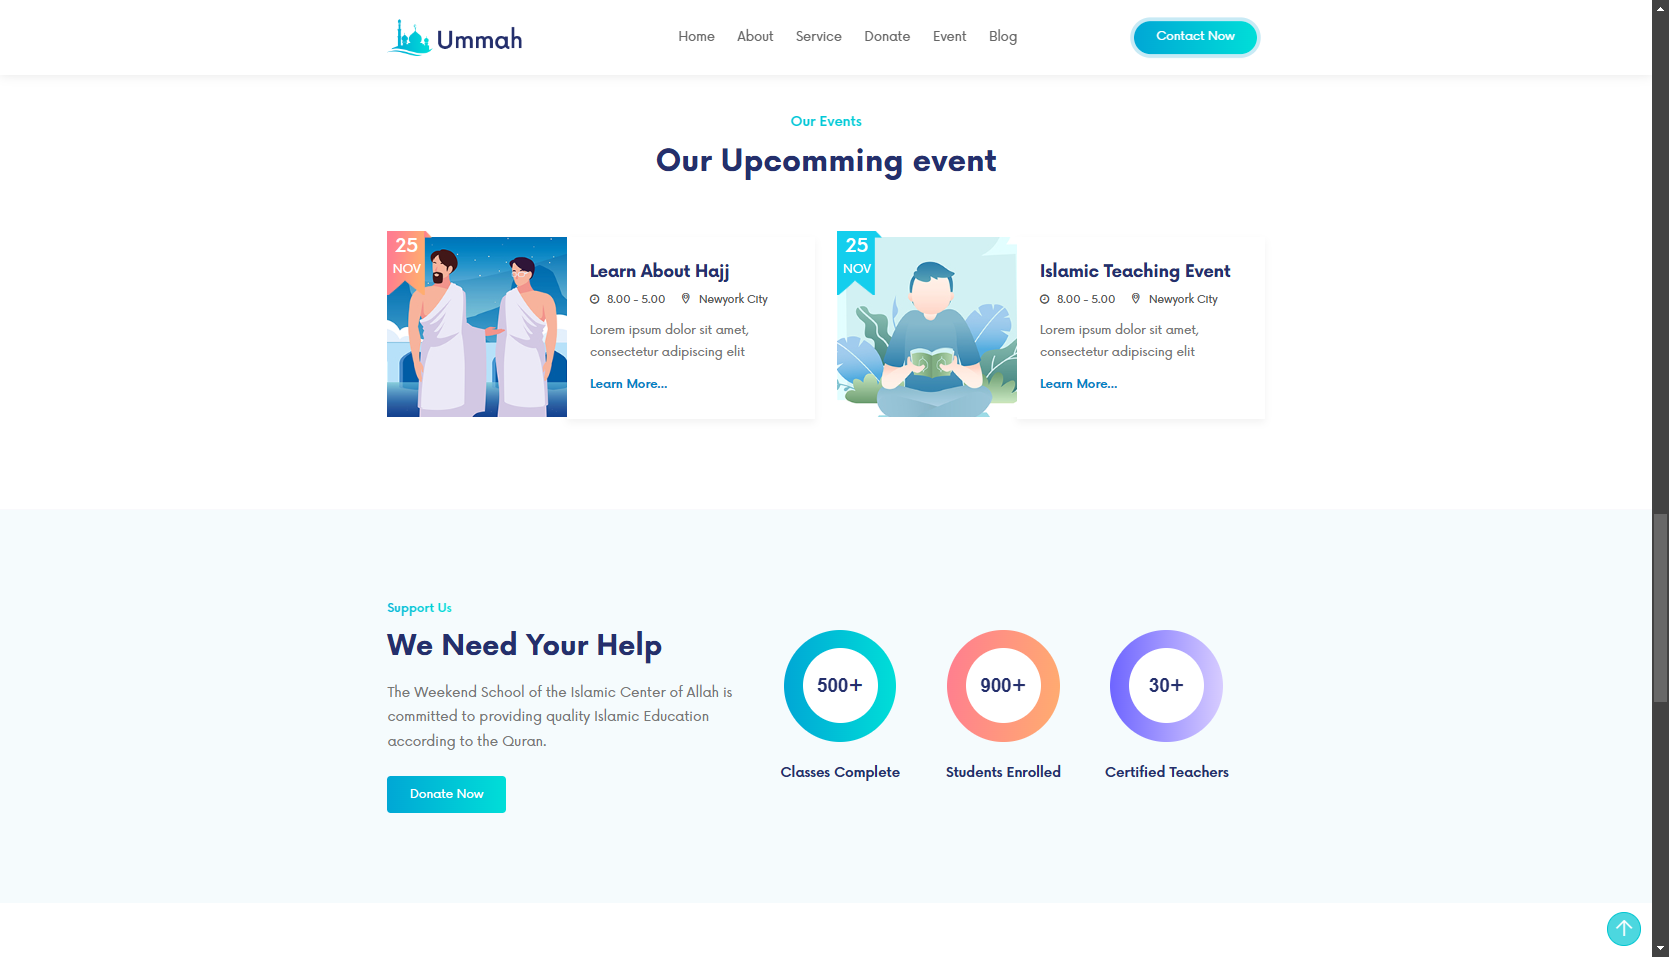 Ummah
Home About Service Donate Event Blog
Contact Now
Our Events
Our Upcomming event
25
NOV
Learn About Hajj
8.00 - 5.00 Newyork City
Lorem ipsum dolor sit amet,
consectetur adipiscing elit
Learn More...
25
NOV
Islamic Teaching Event
8.00 - 5.00 Newyork City
Lorem ipsum dolor sit amet,
consectetur adipiscing elit
Learn More...
Support Us
We Need Your Help
The Weekend School of the Islamic Center of Allah is
committed to providing quality Islamic Education
according to the Quran.
Donate Now
500+
Classes Complete
900+
Students Enrolled
30+
Certified Teachers